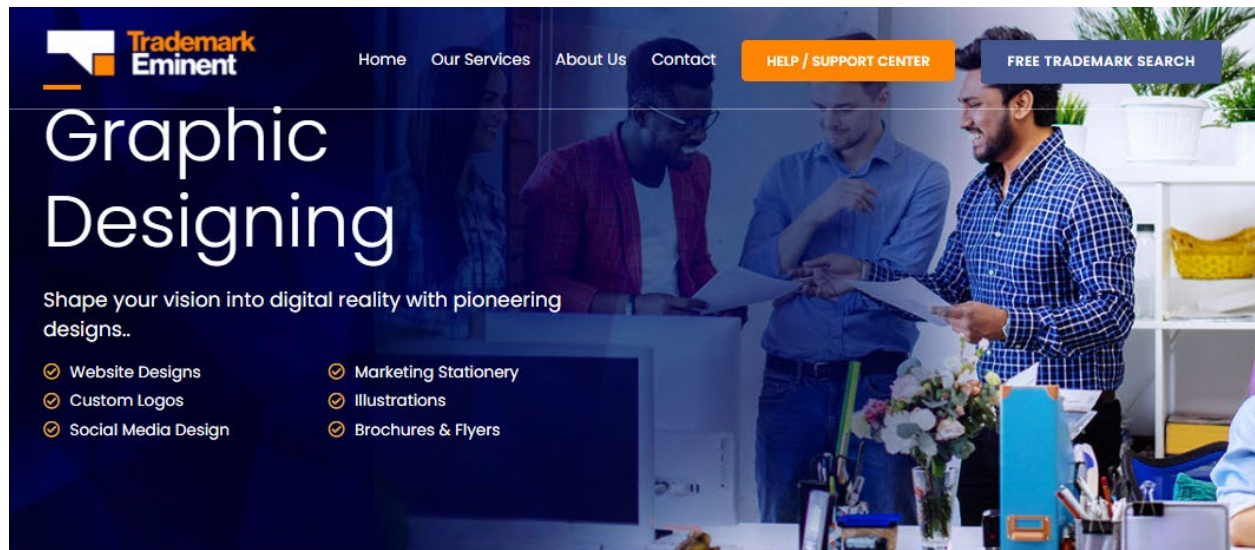 Trademark
Eminent
Home
Our Services
About Us
Contact
HELP / SUPPORT CENTER
FREE TRADEMARK SEARCH
Graphic
Designing
Shape your vision into digital reality with pioneering
designs..
Website Designs
Custom Logos
Social Media Design
Marketing Stationery
Illustrations
Brochures & Flyers